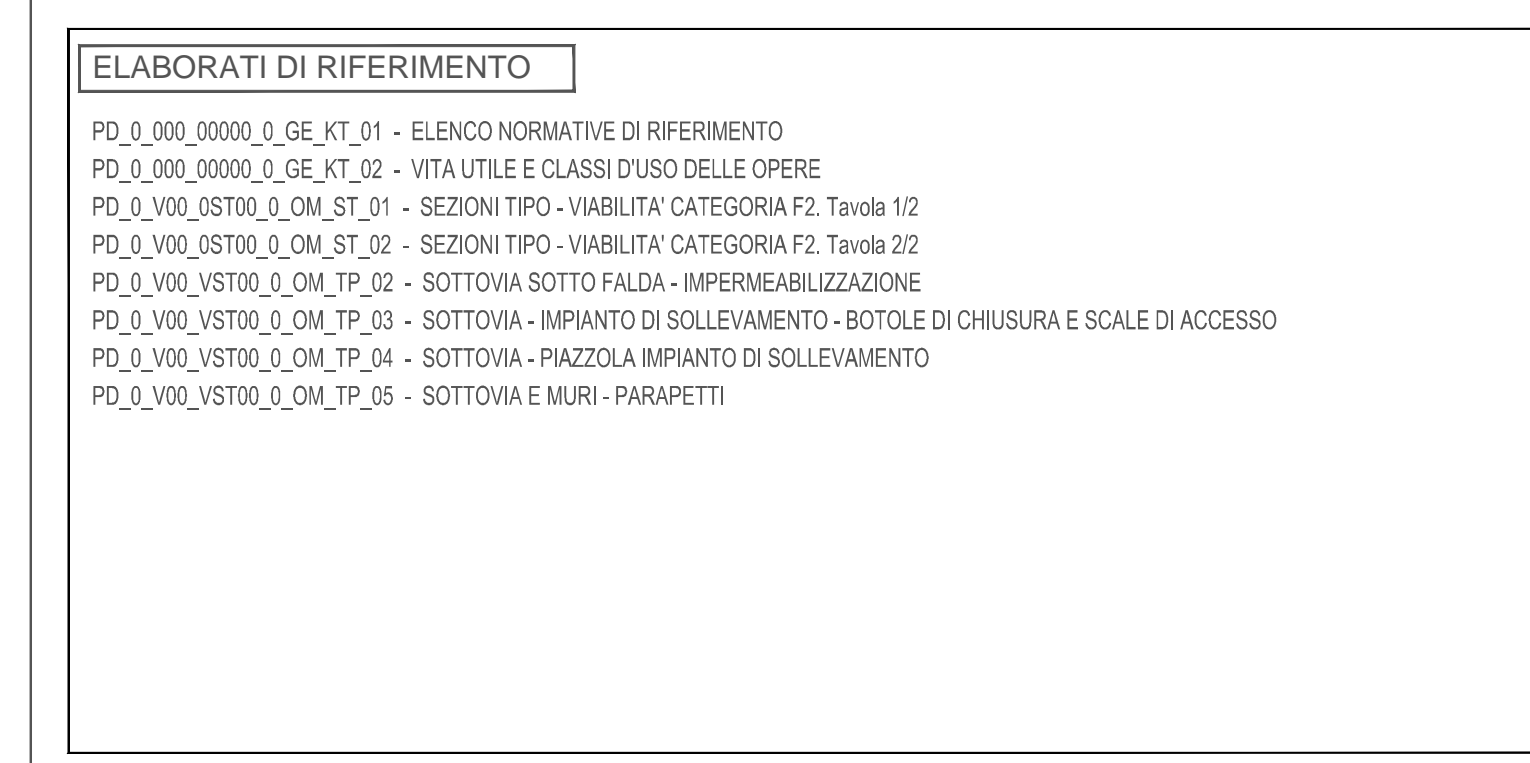 ELABORATI DI RIFERIMENTO
PD_0_000_00000_0_GE_KT_01 - ELENCO NORMATIVE DI RIFERIMENTO
PD_0_000_00000_0_GE_KT_02 - VITA UTILE E CLASSI D'USO DELLE OPERE
PD_0_V00_0ST00_0_OM_ST_01 - SEZIONI TIPO - VIABILITA' CATEGORIA F2. Tavola 1/2
PD_0_V00_0ST00_0_OM_ST_02 - SEZIONI TIPO - VIABILITA' CATEGORIA F2. Tavola 2/2
PD_0_V00_VST00_0_OM_TP_02 - SOTTOVIA SOTTO FALDA - IMPERMEABILIZZAZIONE
PD_0_V00_VST00_0_OM_TP_03 - SOTTOVIA - IMPIANTO DI SOLLEVAMENTO - BOTOLE DI CHIUSURA E SCALE DI ACCESSO
PD_0_V00_VST00_0_OM_TP_04 - SOTTOVIA - PIAZZOLA IMPIANTO DI SOLLEVAMENTO
PD_0_V00_VST00_0_OM_TP_05 - SOTTOVIA E MURI - PARAPETTI